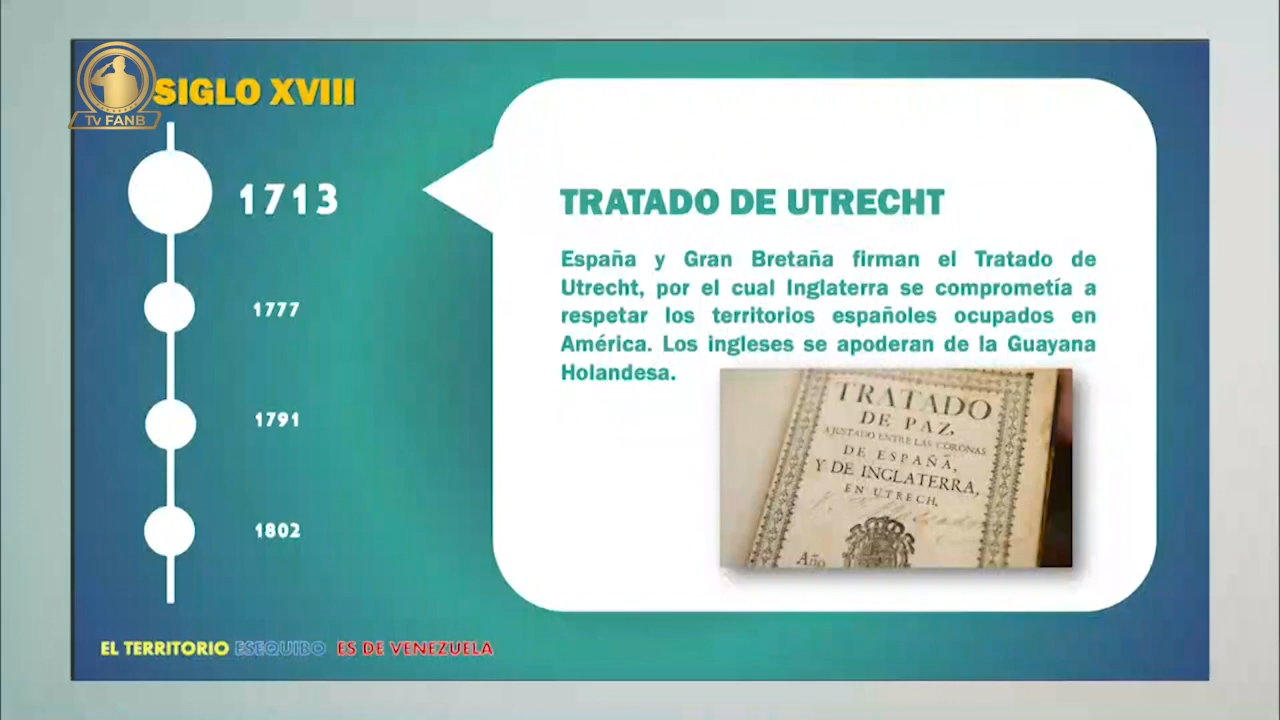 SIGLO XVIII
Tv FANB
1713
1777
1791
1802
TRATADO DE UTRECHT
España y Gran Bretaña firman el Tratado de
Utrecht, por el cual Inglaterra se comprometía a
respetar los territorios españoles ocupados en
América. Los ingleses se apoderan de la Guayana
Holandesa.
TRATADO
DE PAZ,
AJUSTADO ENTRE LAS CORONAS
DE ESPAÑA,
Y DE INGLATERRA,
EN UTRECH,
Año
EL TERRITORIO ESEQUIBO ES DE VENEZUELA